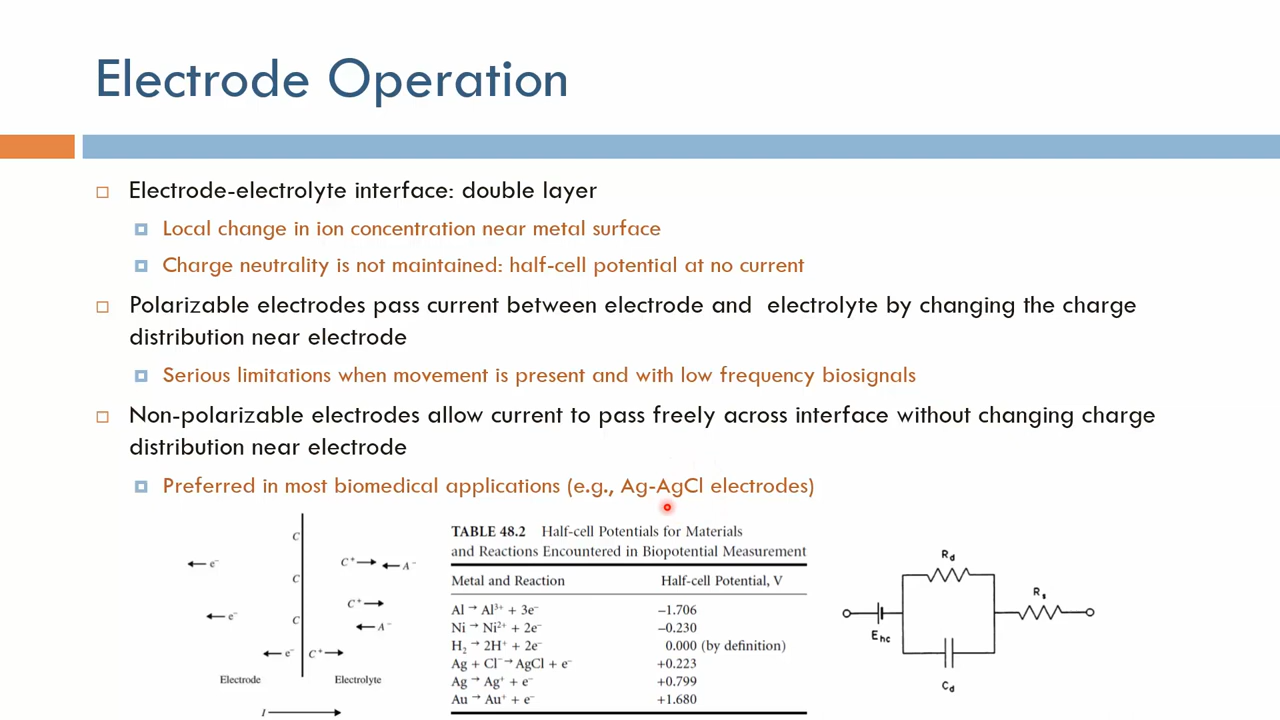 Electrode Operation
Electrode-electrolyte interface: double layer
Local change in ion concentration near metal surface
Charge neutrality is not maintained: half-cell potential at no current
Polarizable electrodes pass current between electrode and electrolyte by changing the charge
distribution near electrode
Serious limitations when movement is present and with low frequency biosignals
Non-polarizable electrodes allow current to pass freely across interface without changing charge
distribution near electrode
Preferred in most biomedical applications (e.g., Ag-AgCl electrodes)
C
e⁻ C⁺ A⁻
C
C⁺
e⁻ C A⁻
e⁻ C⁺
Electrode Electrolyte
I
TABLE 48.2 Half-cell Potentials for Materials
and Reactions Encountered in Biopotential Measurement
Metal and Reaction Half-cell Potential, V
Al → Al³⁺ + 3e⁻ –1.706
Ni → Ni²⁺ + 2e⁻ –0.230
H₂ → 2H⁺ + 2e⁻ 0.000 (by definition)
Ag + Cl⁻ → AgCl + e⁻ +0.223
Ag → Ag⁺ + e⁻ +0.799
Au → Au⁺ + e⁻ +1.680
Rd
Rs
Ehc
Cd